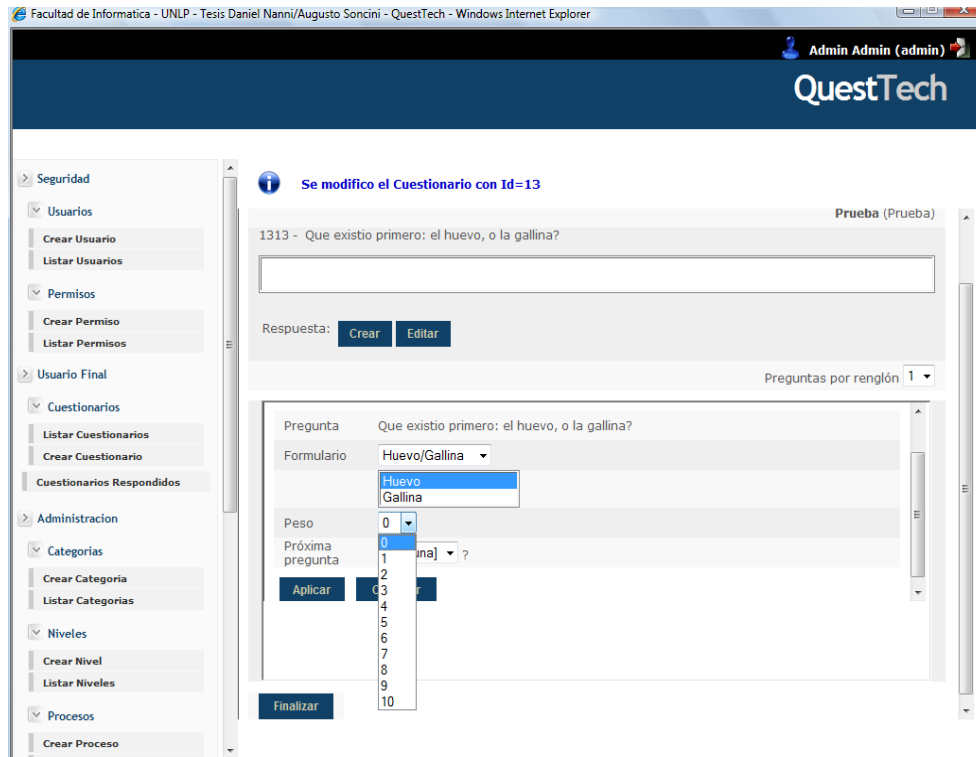 Facultad de Informatica - UNLP - Tesis Daniel Nanni/Augusto Soncini - QuestTech - Windows Internet Explorer
Admin Admin (admin)
QuestTech
Seguridad
Usuarios
Crear Usuario
Listar Usuarios
Permisos
Crear Permiso
Listar Permisos
Usuario Final
Cuestionarios
Listar Cuestionarios
Crear Cuestionario
Cuestionarios Respondidos
Administracion
Categorias
Crear Categoria
Listar Categorias
Niveles
Crear Nivel
Listar Niveles
Procesos
Crear Proceso
Se modifico el Cuestionario con Id=13
Prueba (Prueba)
1313 - Que existio primero: el huevo, o la gallina?
Respuesta: Crear Editar
Preguntas por renglón 1
Pregunta Que existio primero: el huevo, o la gallina?
Formulario Huevo/Gallina
Huevo
Gallina
Peso 0
Próxima
pregunta una] ?
Aplicar
0
1
2
3
4
5
6
7
8
9
10
Finalizar